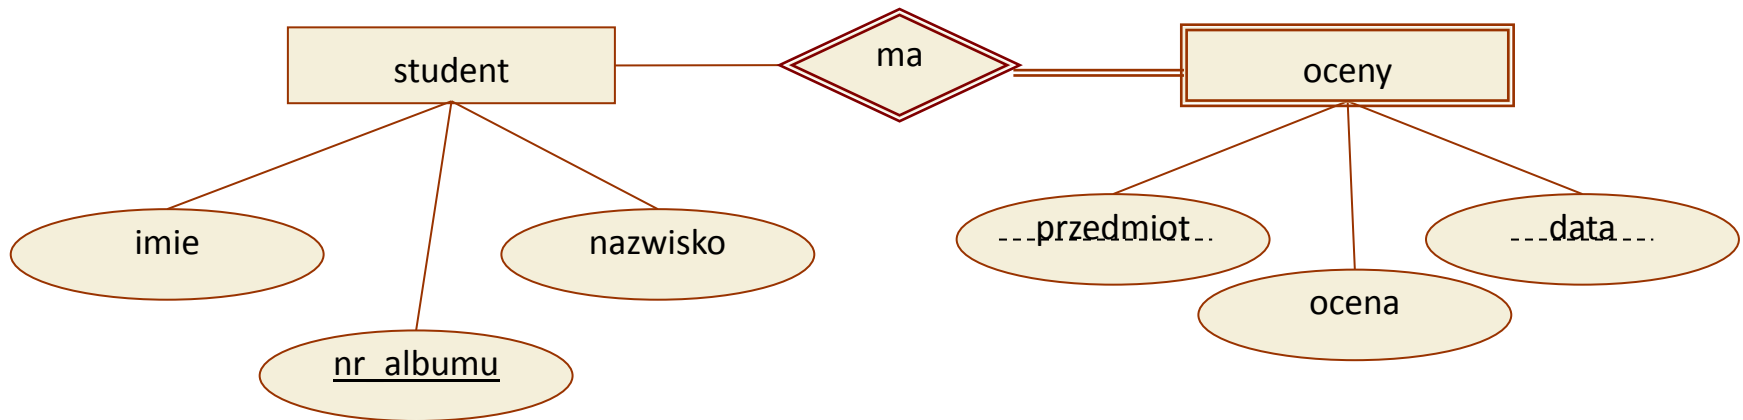 student
ma
oceny
imie
nazwisko
przedmiot
data
ocena
nr_albumu